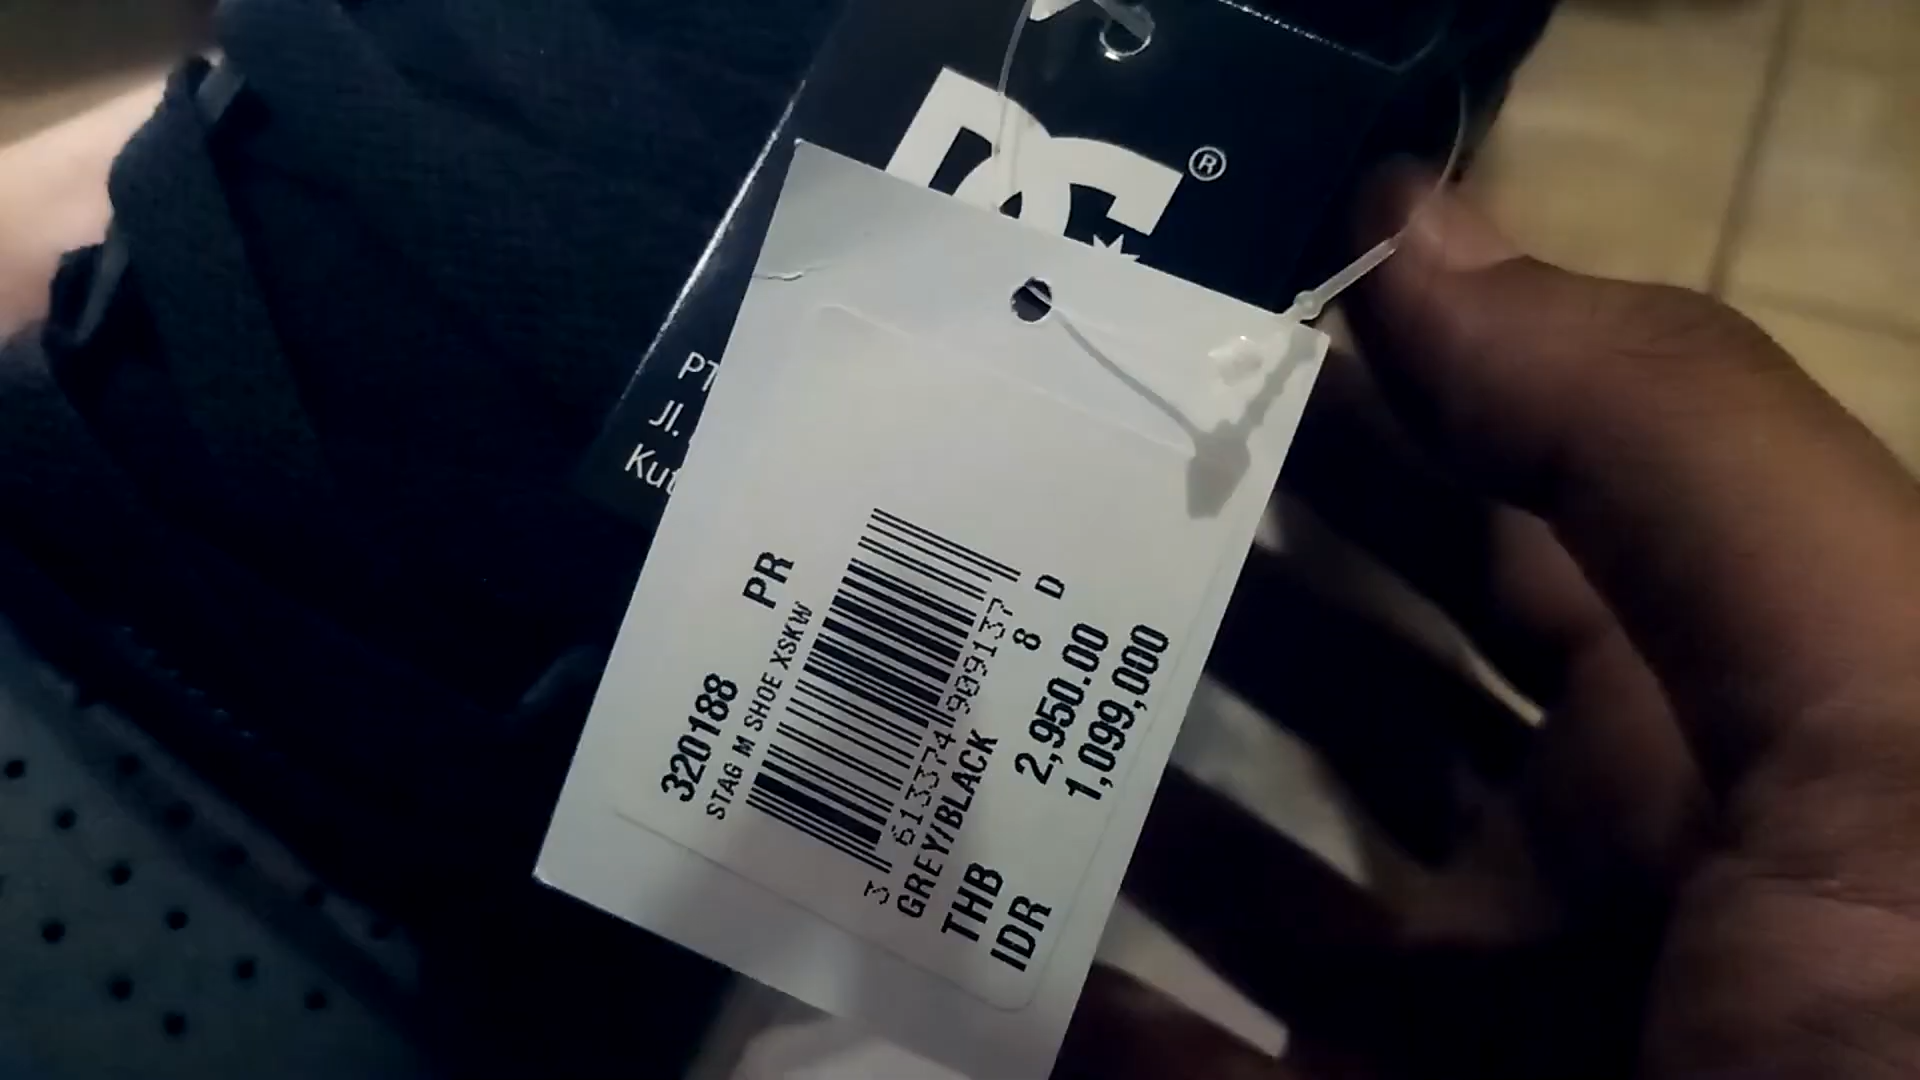 DC®
PT
Jl.
Kut
320188 PR
STAG M SHOE XSKW
3 613374 909137
GREY/BLACK 8 D
THB 2,950.00
IDR 1,099,000